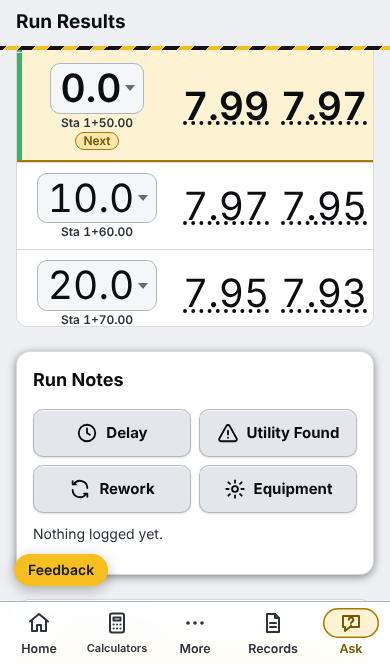 Run Results
0.0 7.99 7.97
Sta 1+50.00
Next
10.0 7.97 7.95
Sta 1+60.00
20.0 7.95 7.93
Sta 1+70.00
Run Notes
Delay Utility Found
Rework Equipment
Nothing logged yet.
Feedback
Home Calculators More Records Ask